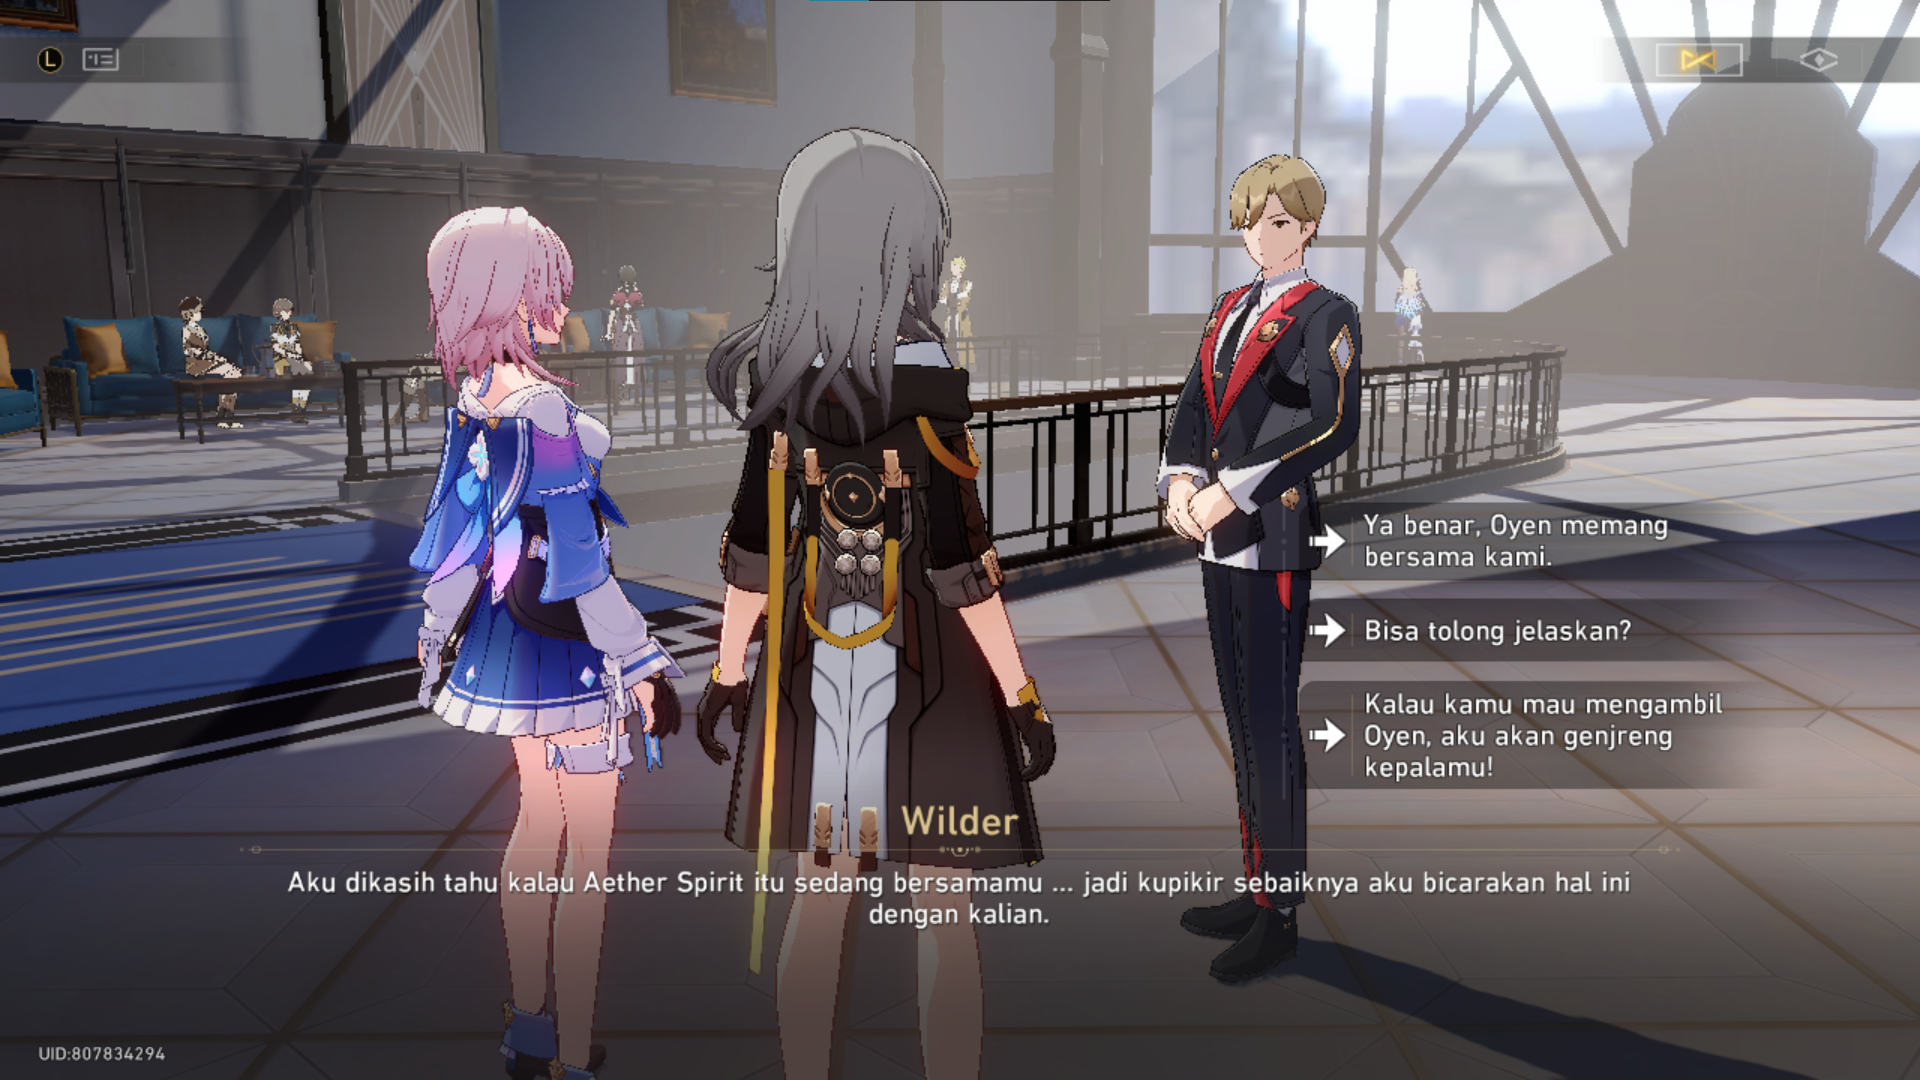 L
Ya benar, Oyen memang
bersama kami.
Bisa tolong jelaskan?
Kalau kamu mau mengambil
Oyen, aku akan genjreng
kepalamu!
Wilder
Aku dikasih tahu kalau Aether Spirit itu sedang bersamamu ... jadi kupikir sebaiknya aku bicarakan hal ini
dengan kalian.
UID:807834294